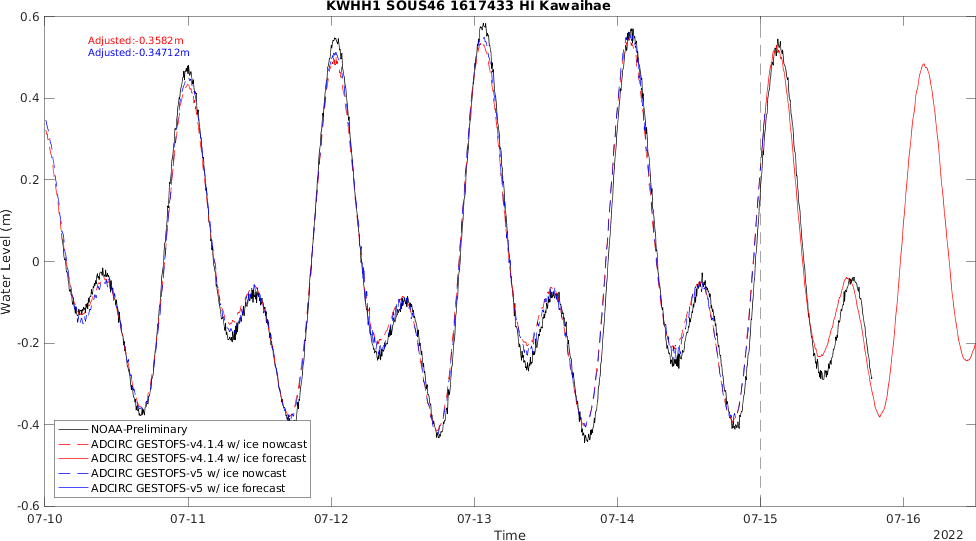 KWHH1 SOUS46 1617433 HI Kawaihae
Adjusted:-0.3582m
Adjusted:-0.34712m
0.6
0.4
0.2
0
-0.2
-0.4
-0.6
Water Level (m)
NOAA-Preliminary
ADCIRC GESTOFS-v4.1.4 w/ ice nowcast
ADCIRC GESTOFS-v4.1.4 w/ ice forecast
ADCIRC GESTOFS-v5 w/ ice nowcast
ADCIRC GESTOFS-v5 w/ ice forecast
07-10 07-11 07-12 07-13 07-14 07-15 07-16
Time
2022